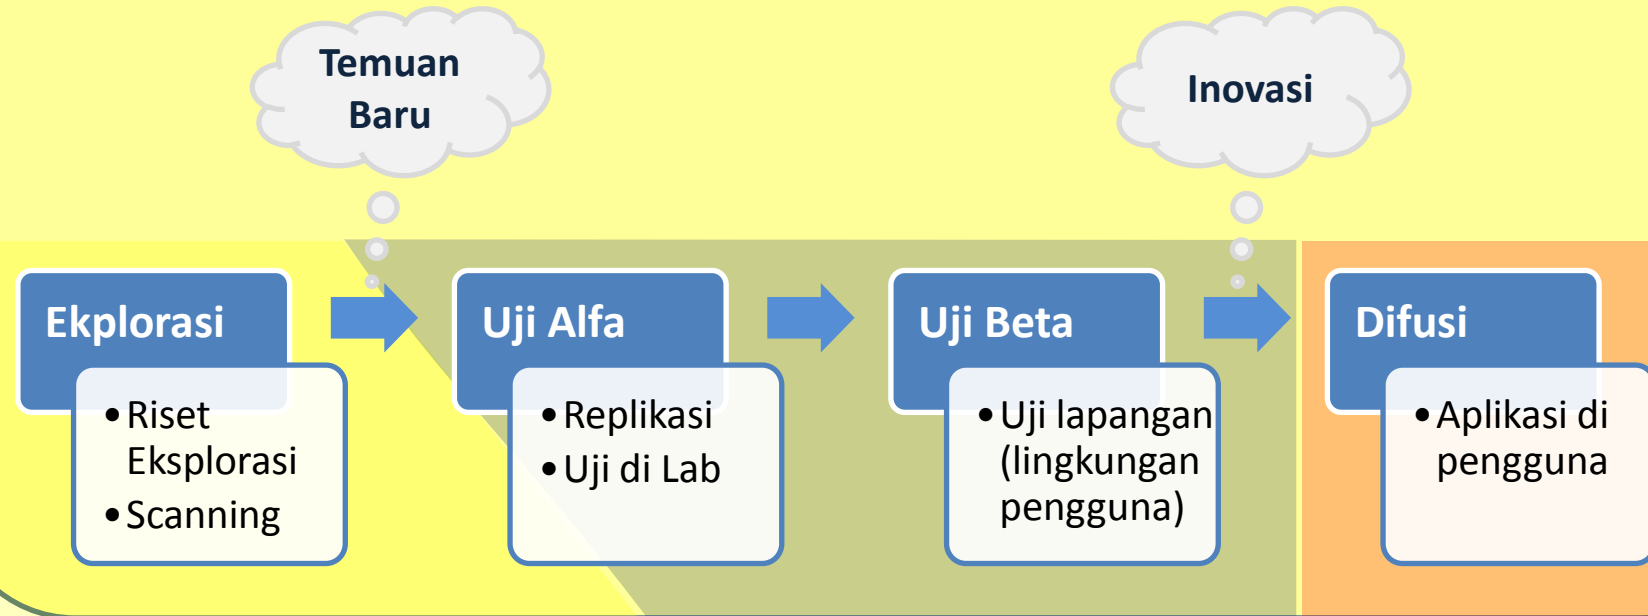 Temuan
Baru
Inovasi
Ekplorasi
•Riset
Eksplorasi
•Scanning
Uji Alfa
•Replikasi
•Uji di Lab
Uji Beta
•Uji lapangan
(lingkungan
pengguna)
Difusi
•Aplikasi di
pengguna